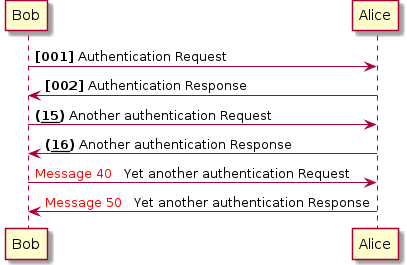 Bob Alice
[001] Authentication Request
[002] Authentication Response
(15) Another authentication Request
(16) Another authentication Response
Message 40 Yet another authentication Request
Message 50 Yet another authentication Response
Bob Alice